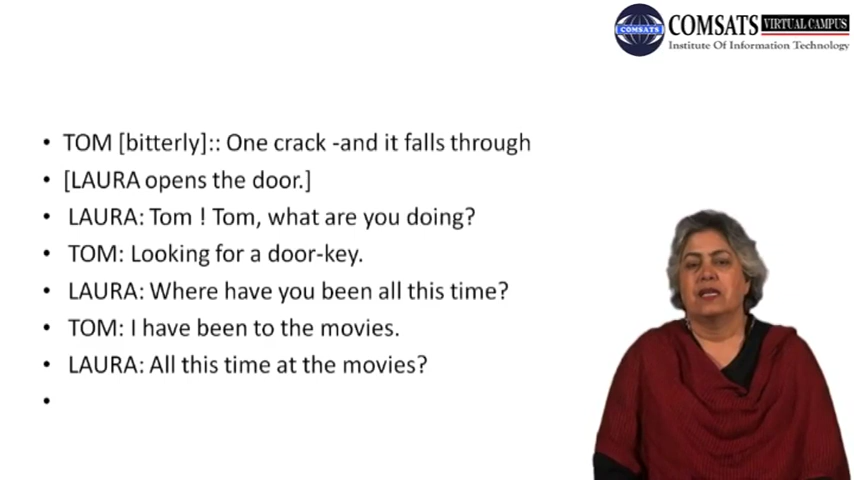 COMSATS
COMSATS VIRTUAL CAMPUS
Institute Of Information Technology
• TOM [bitterly]:: One crack -and it falls through
• [LAURA opens the door.]
• LAURA: Tom ! Tom, what are you doing?
• TOM: Looking for a door-key.
• LAURA: Where have you been all this time?
• TOM: I have been to the movies.
• LAURA: All this time at the movies?
•